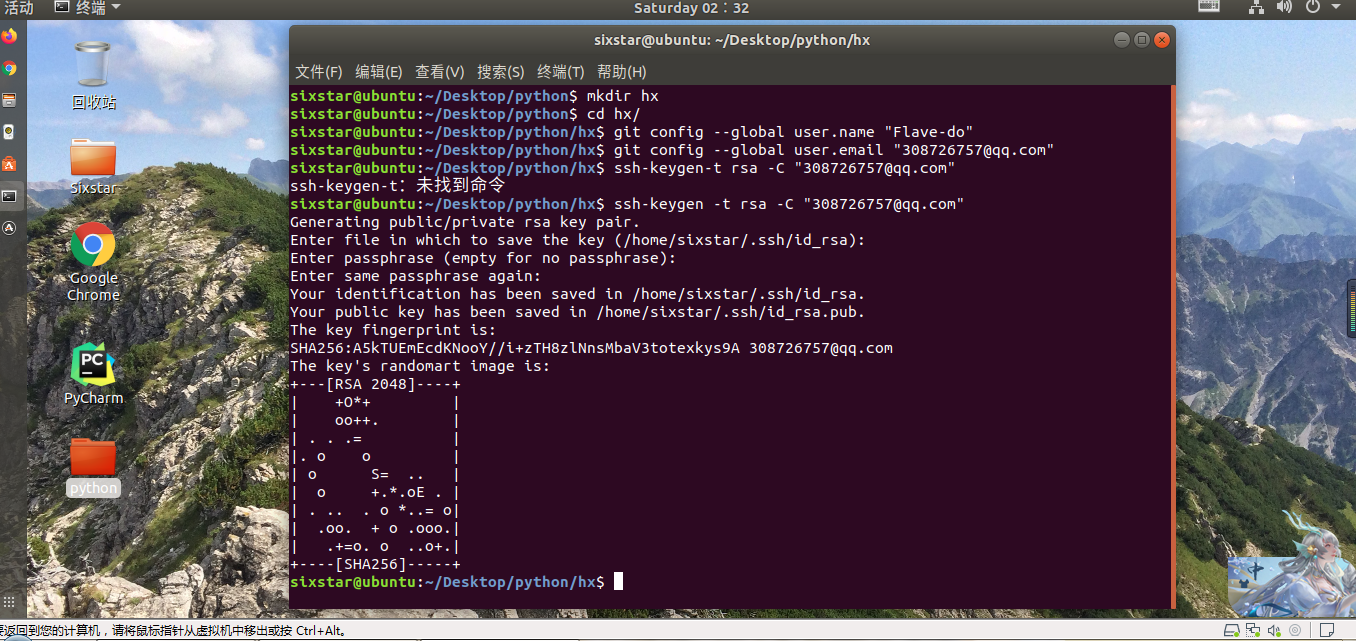 活动 终端 Saturday 02：32
sixstar@ubuntu: ~/Desktop/python/hx
文件(F) 编辑(E) 查看(V) 搜索(S) 终端(T) 帮助(H)
sixstar@ubuntu:~/Desktop/python$ mkdir hx
sixstar@ubuntu:~/Desktop/python$ cd hx/
sixstar@ubuntu:~/Desktop/python/hx$ git config --global user.name "Flave-do"
sixstar@ubuntu:~/Desktop/python/hx$ git config --global user.email "308726757@qq.com"
sixstar@ubuntu:~/Desktop/python/hx$ ssh-keygen-t rsa -C "308726757@qq.com"
ssh-keygen-t：未找到命令
sixstar@ubuntu:~/Desktop/python/hx$ ssh-keygen -t rsa -C "308726757@qq.com"
Generating public/private rsa key pair.
Enter file in which to save the key (/home/sixstar/.ssh/id_rsa):
Enter passphrase (empty for no passphrase):
Enter same passphrase again:
Your identification has been saved in /home/sixstar/.ssh/id_rsa.
Your public key has been saved in /home/sixstar/.ssh/id_rsa.pub.
The key fingerprint is:
SHA256:A5kTUEmEcdKNooY//i+zTH8zlNnsMbaV3totexkys9A 308726757@qq.com
The key's randomart image is:
+---[RSA 2048]----+
|    +O*+         |
|    oo++.        |
| . . .=          |
|. o    o         |
| o      S=  ..   |
|  o     +.*.oE . |
| . ..  . o *..= o|
|  .oo.  + o .ooo.|
|   .+=o. o  ..o+.|
+----[SHA256]-----+
sixstar@ubuntu:~/Desktop/python/hx$
回收站
Sixstar
Google
Chrome
PC
PyCharm
python
要返回到您的计算机，请将鼠标指针从虚拟机中移出或按 Ctrl+Alt。